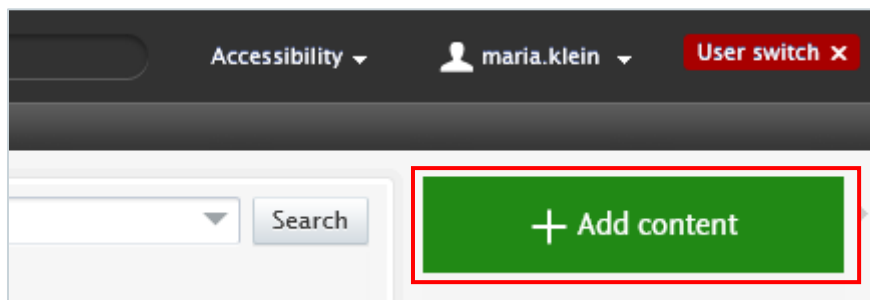 Accessibility maria.klein User switch ×
Search + Add content